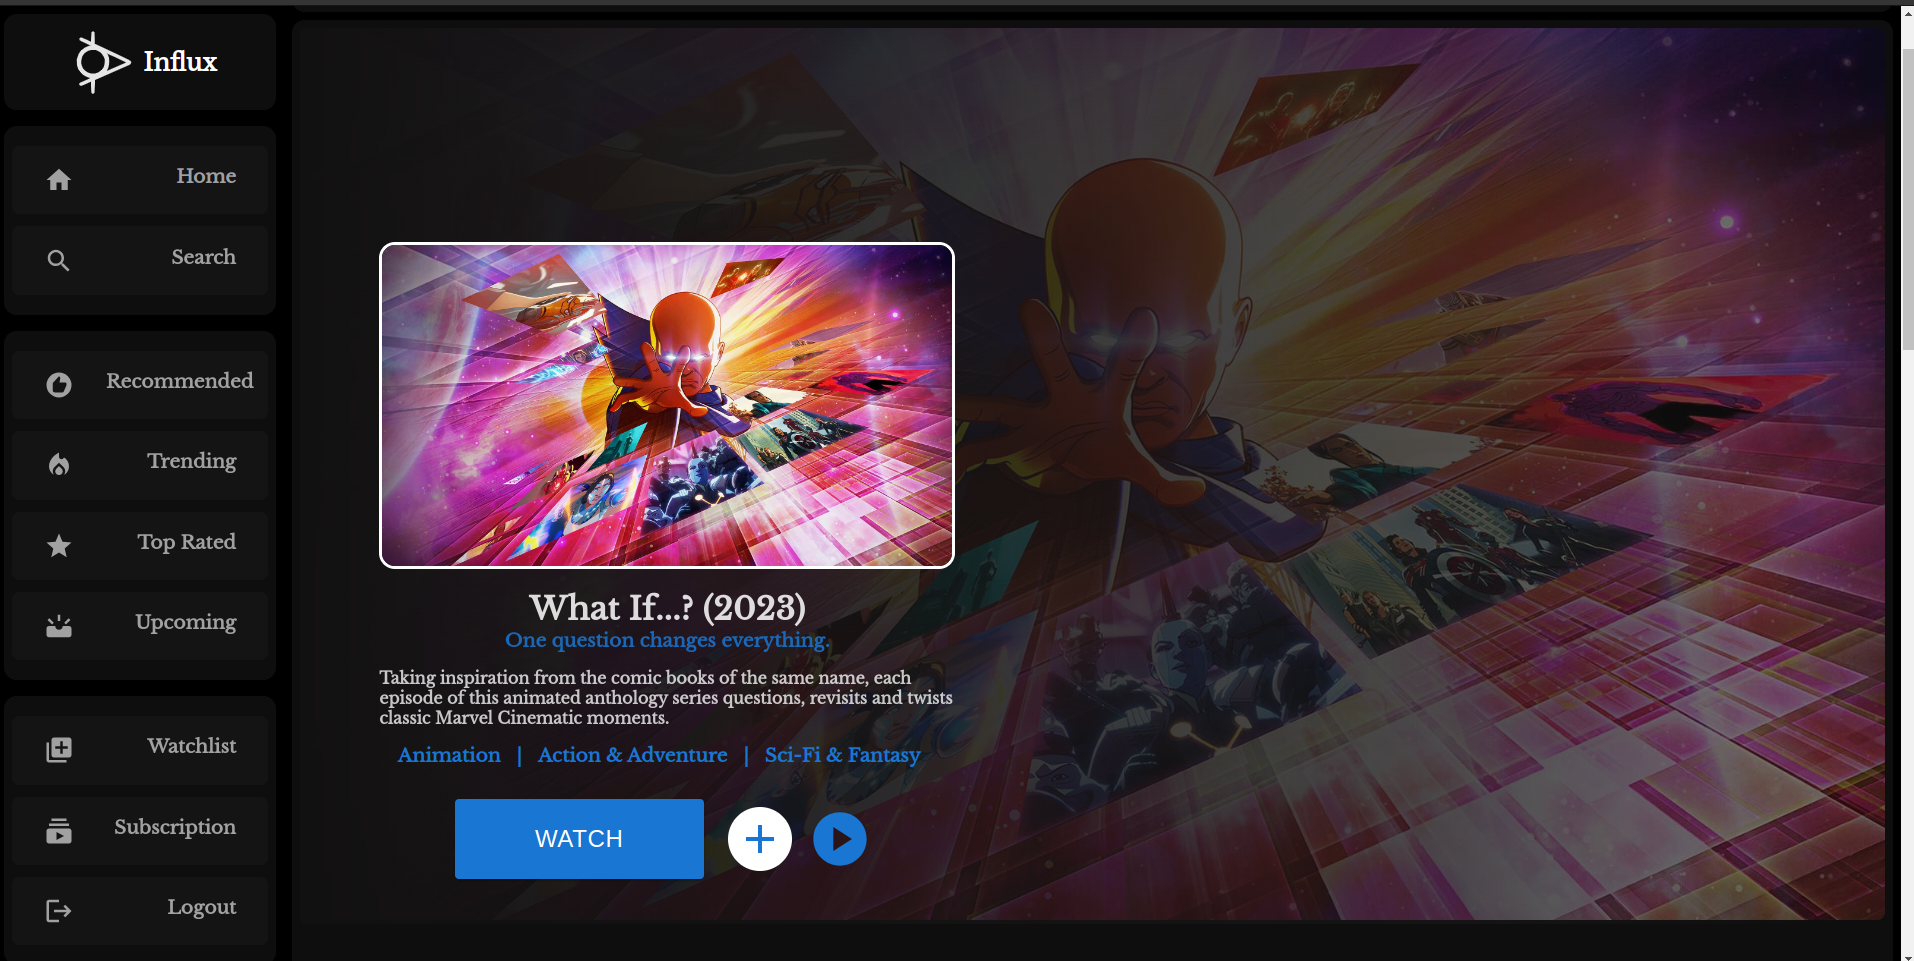 Influx
Home
Search
Recommended
Trending
Top Rated
Upcoming
Watchlist
Subscription
Logout
What If...? (2023)
One question changes everything.
Taking inspiration from the comic books of the same name, each
episode of this animated anthology series questions, revisits and twists
classic Marvel Cinematic moments.
Animation | Action & Adventure | Sci-Fi & Fantasy
WATCH